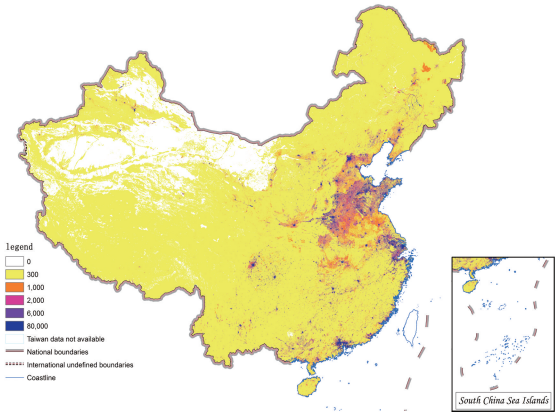 legend
0
300
1,000
2,000
6,000
80,000
Taiwan data not available
National boundaries
International undefined boundaries
Coastline
South China Sea Islands